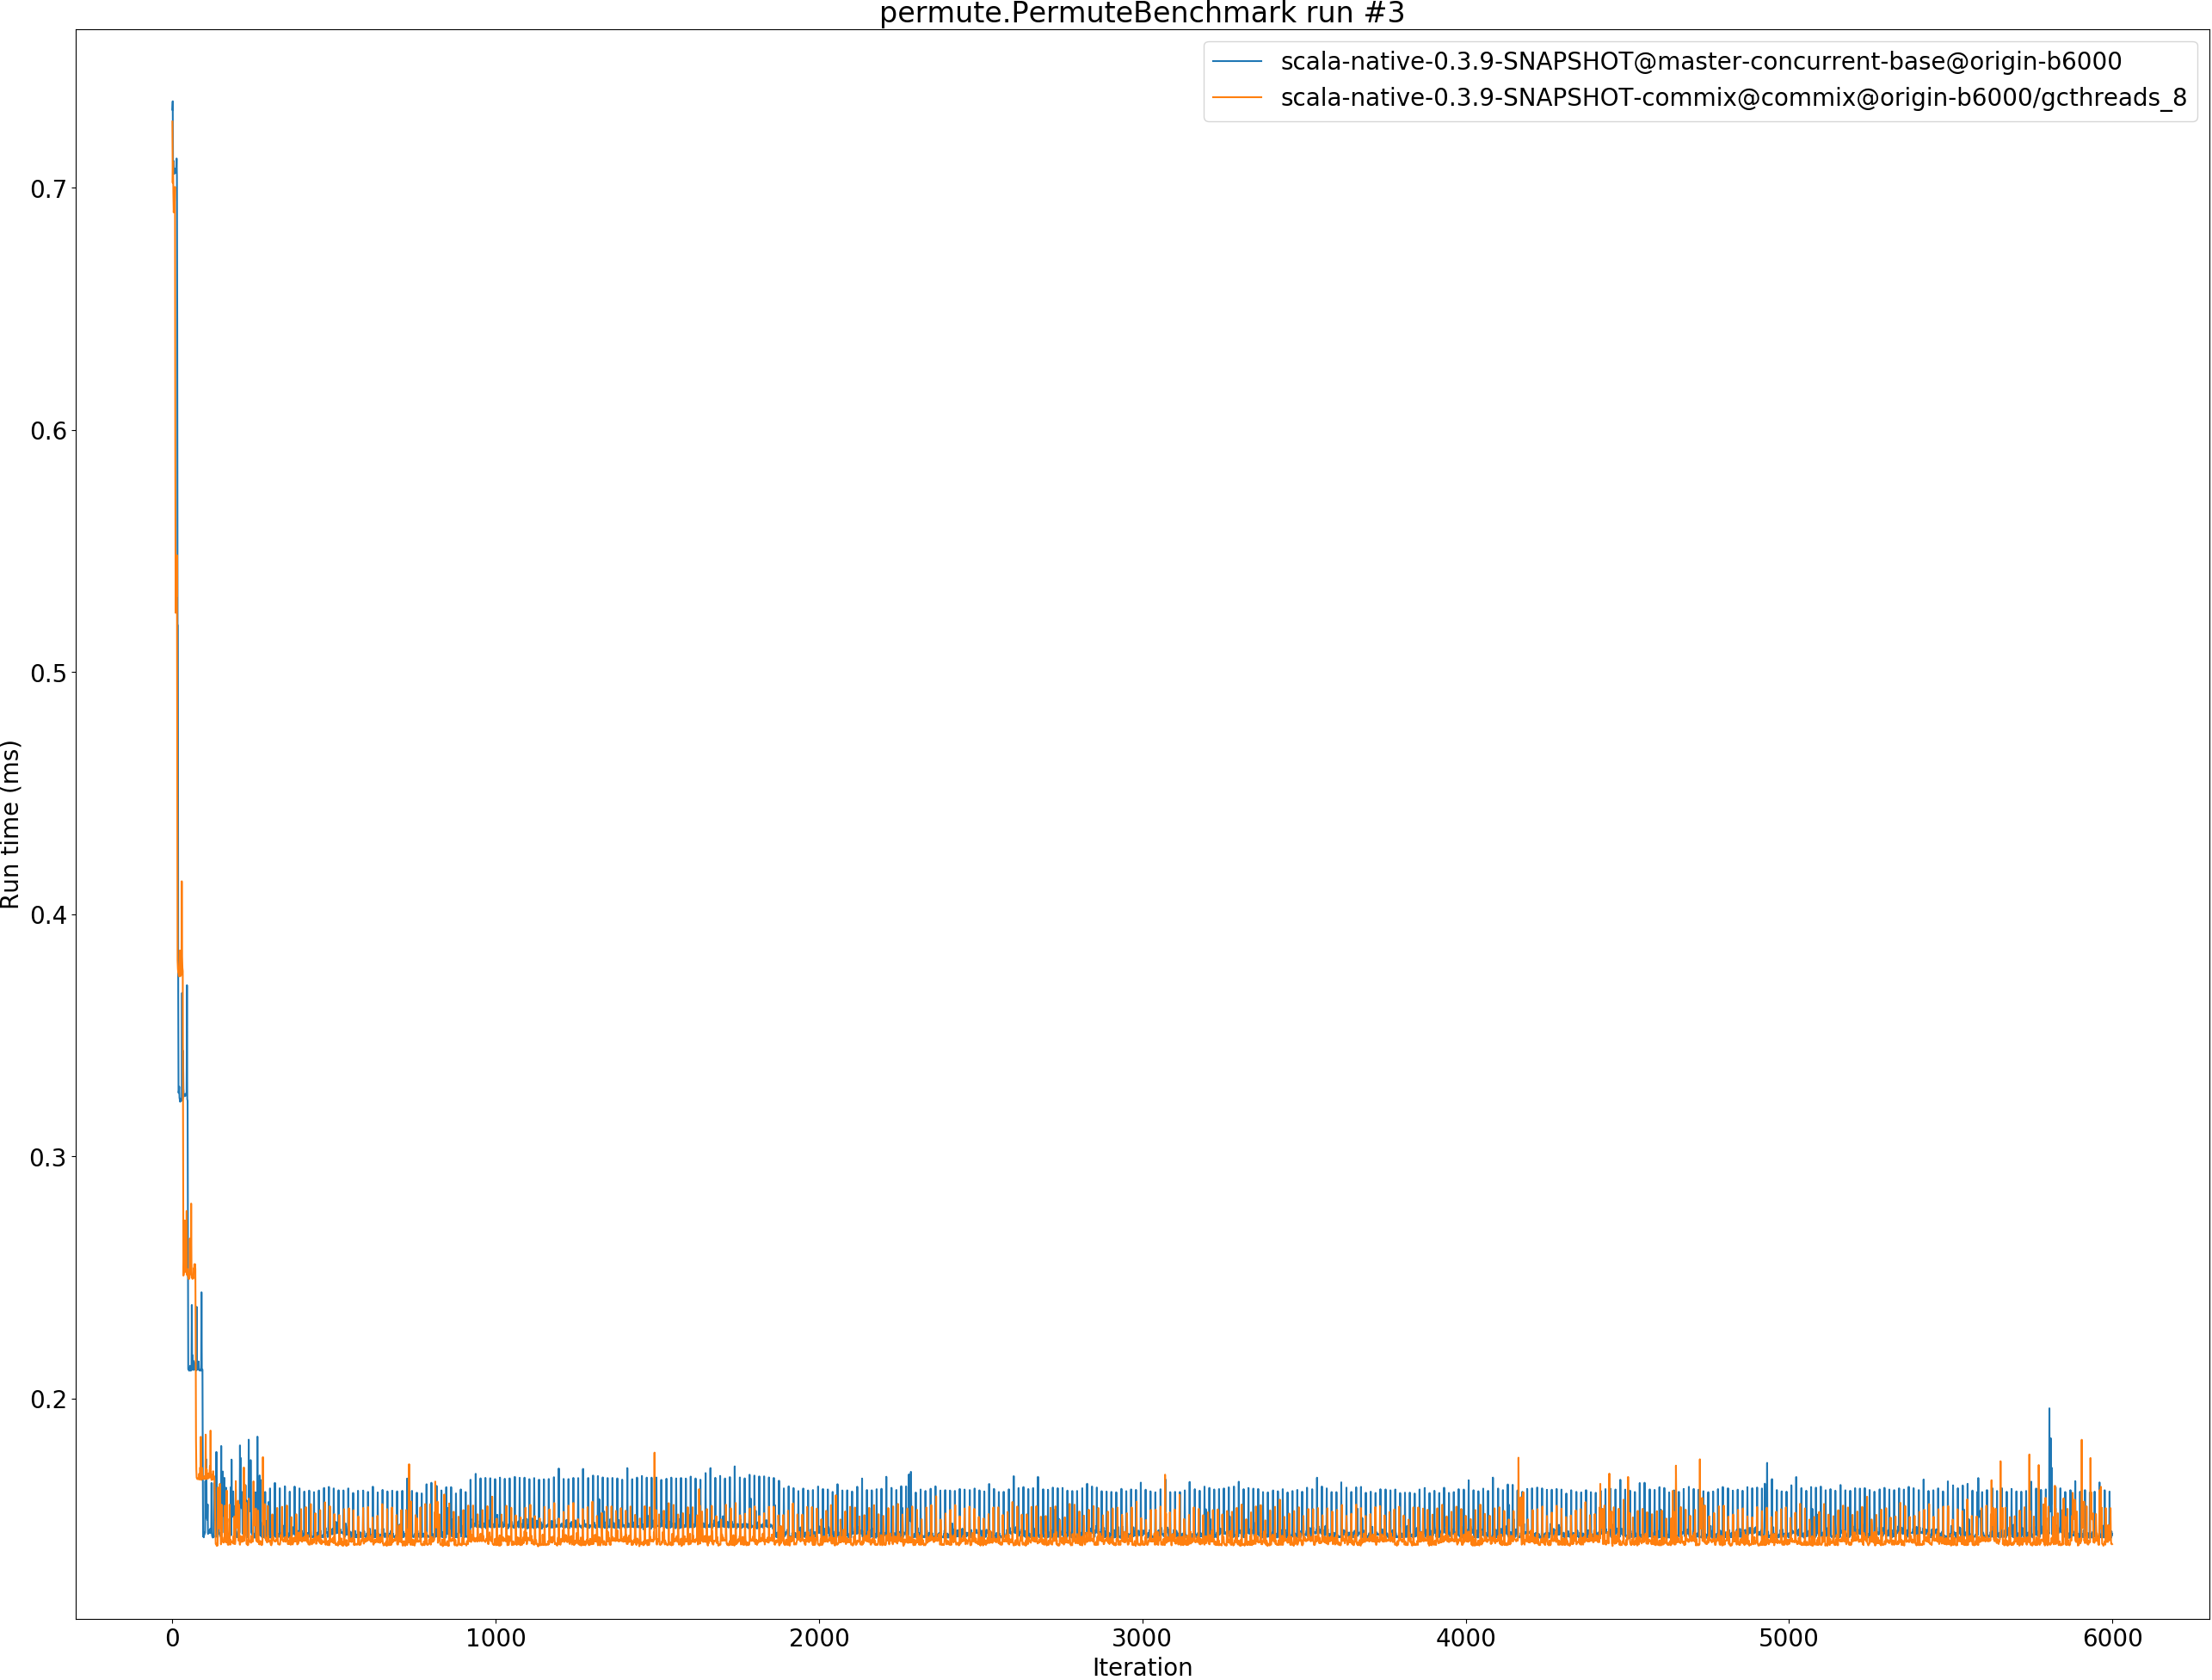 permute.PermuteBenchmark run #3
scala-native-0.3.9-SNAPSHOT@master-concurrent-base@origin-b6000
scala-native-0.3.9-SNAPSHOT-commix@commix@origin-b6000/gcthreads_8
Run time (ms)
0.7
0.6
0.5
0.4
0.3
0.2
0 1000 2000 3000 4000 5000 6000
Iteration